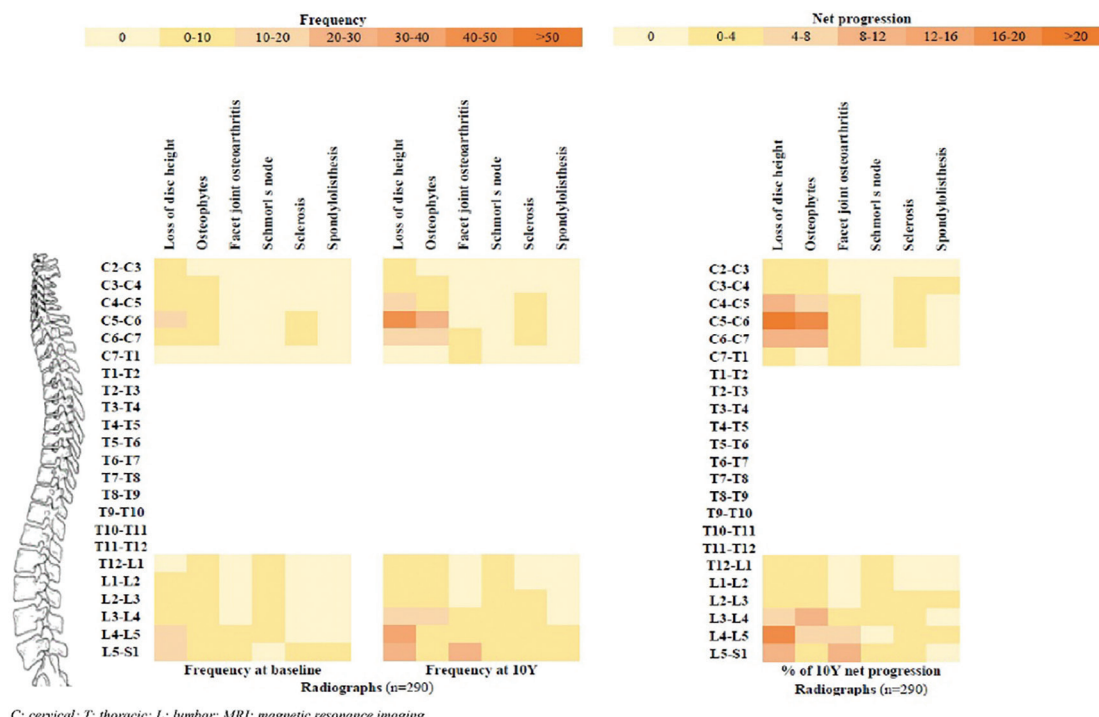 Frequency
0 0-10 10-20 20-30 30-40 40-50 >50
Net progression
0 0-4 4-8 8-12 12-16 16-20 >20
Loss of disc height
Osteophytes
Facet joint osteoarthritis
Schmorl s node
Sclerosis
Spondylolisthesis
Loss of disc height
Osteophytes
Facet joint osteoarthritis
Schmorl s node
Sclerosis
Spondylolisthesis
Loss of disc height
Osteophytes
Facet joint osteoarthritis
Schmorl s node
Sclerosis
Spondylolisthesis
C2-C3
C3-C4
C4-C5
C5-C6
C6-C7
C7-T1
T1-T2
T2-T3
T3-T4
T4-T5
T5-T6
T6-T7
T7-T8
T8-T9
T9-T10
T10-T11
T11-T12
T12-L1
L1-L2
L2-L3
L3-L4
L4-L5
L5-S1
C2-C3
C3-C4
C4-C5
C5-C6
C6-C7
C7-T1
T1-T2
T2-T3
T3-T4
T4-T5
T5-T6
T6-T7
T7-T8
T8-T9
T9-T10
T10-T11
T11-T12
T12-L1
L1-L2
L2-L3
L3-L4
L4-L5
L5-S1
Frequency at baseline
Frequency at 10Y
Radiographs (n=290)
% of 10Y net progression
Radiographs (n=290)
C: cervical; T: thoracic; L: lumbar; MRI: magnetic resonance imaging